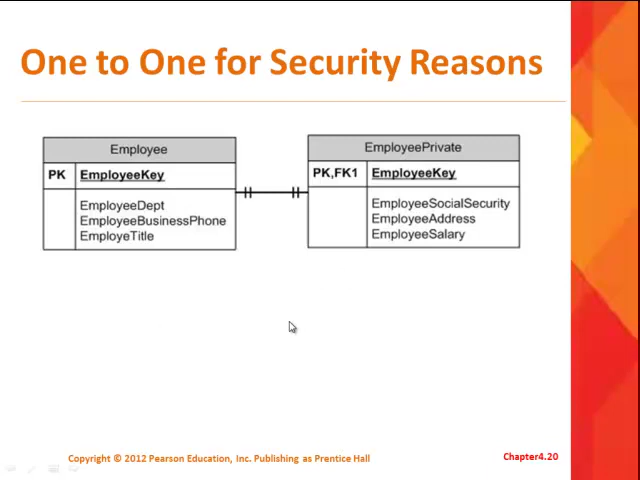 One to One for Security Reasons
Employee
PK EmployeeKey
EmployeeDept
EmployeeBusinessPhone
EmployeTitle
EmployeePrivate
PK,FK1 EmployeeKey
EmployeeSocialSecurity
EmployeeAddress
EmployeeSalary
Copyright © 2012 Pearson Education, Inc. Publishing as Prentice Hall
Chapter4.20